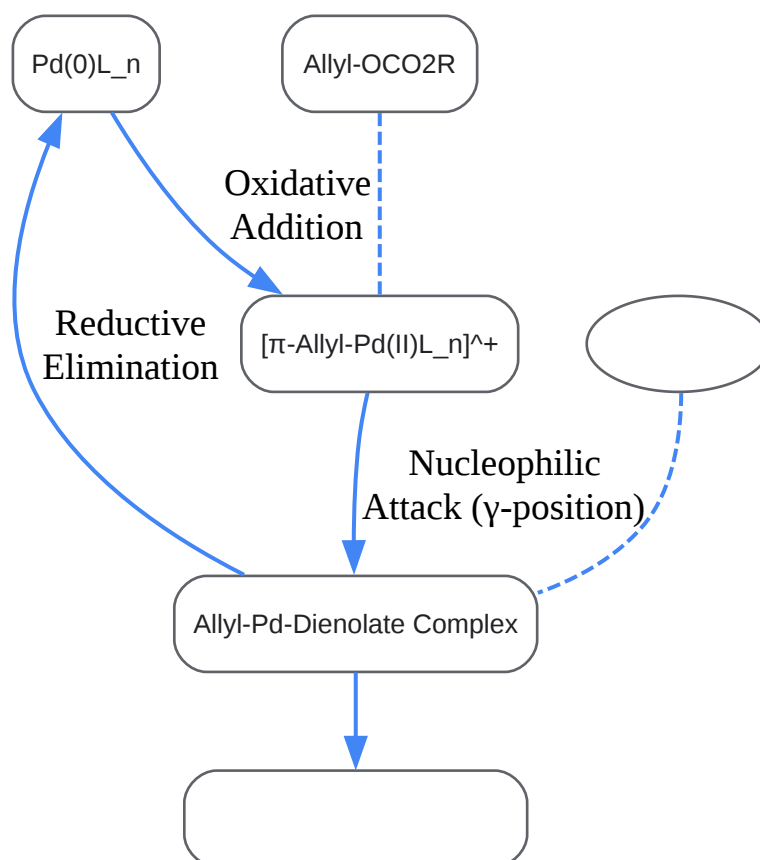 Pd(0)L_n
Allyl-OCO2R
Oxidative
Addition
Reductive
Elimination
[π-Allyl-Pd(II)L_n]^+
Nucleophilic
Attack (γ-position)
Allyl-Pd-Dienolate Complex